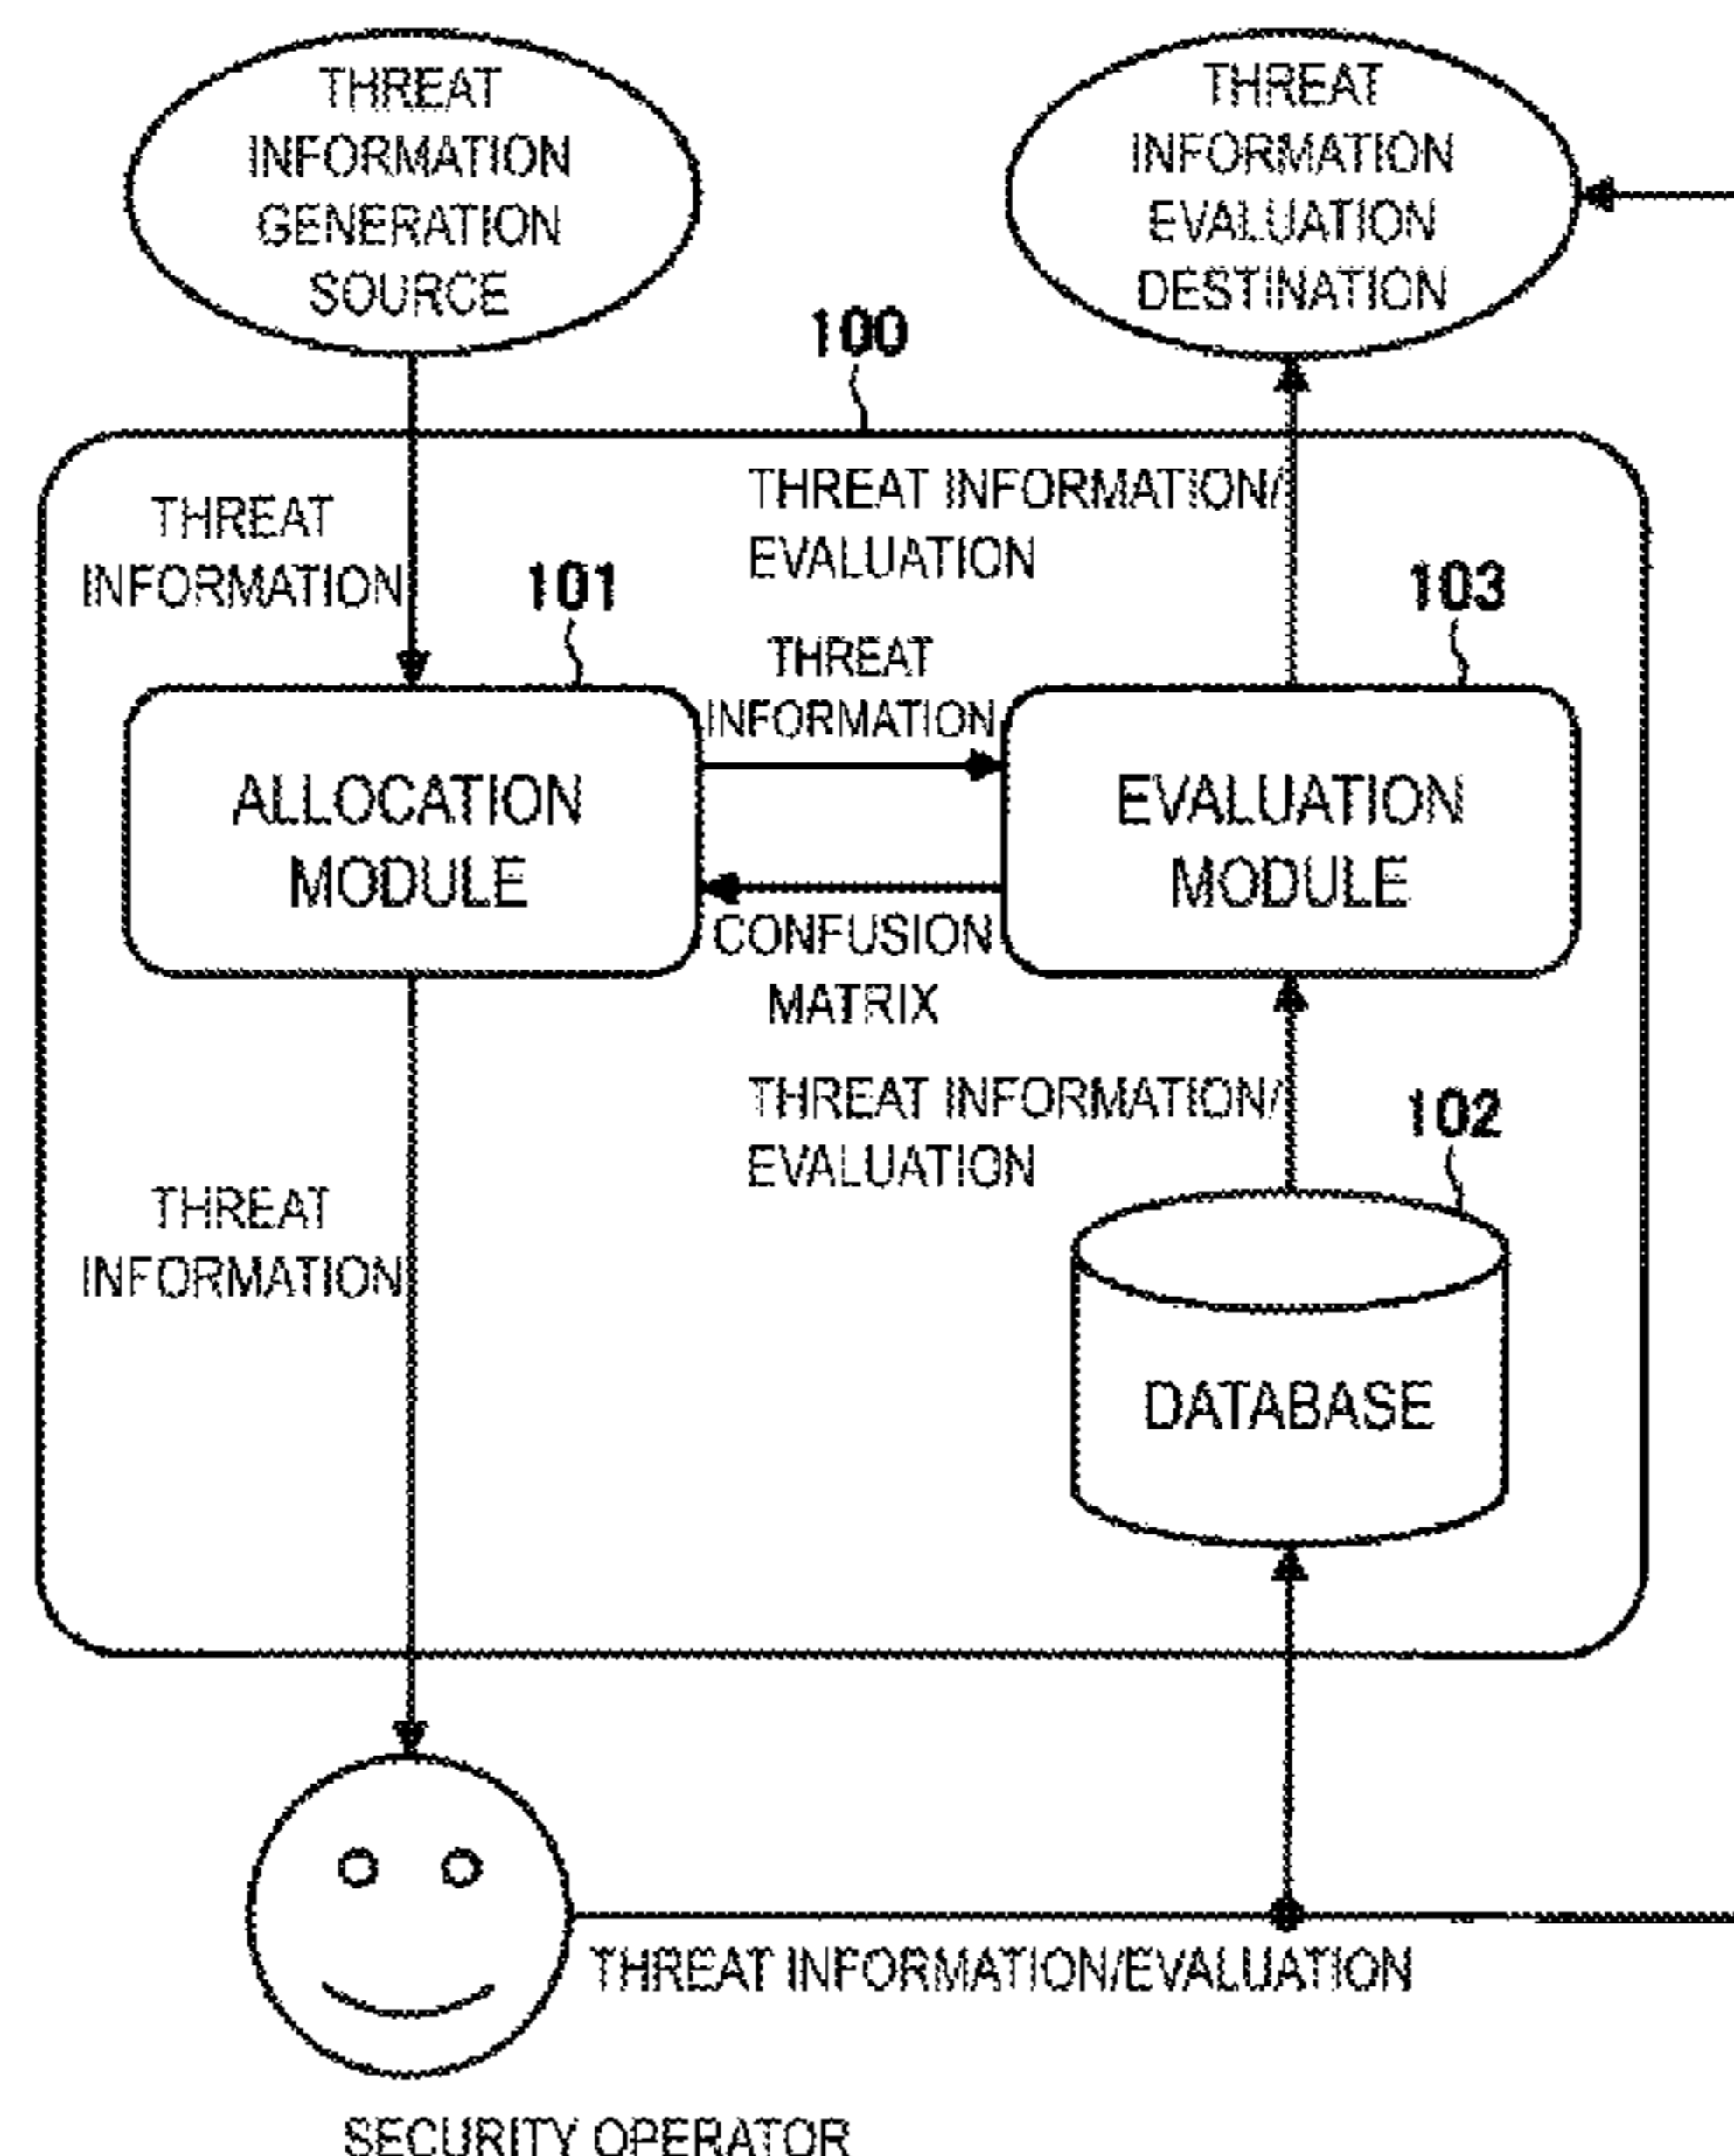 THREAT
INFORMATION
GENERATION
SOURCE
THREAT
INFORMATION
EVALUATION
DESTINATION
100
THREAT
INFORMATION
THREAT INFORMATION/
EVALUATION
101
103
THREAT
INFORMATION
ALLOCATION
MODULE
EVALUATION
MODULE
CONFUSION
MATRIX
THREAT INFORMATION/
EVALUATION
102
THREAT
INFORMATION
DATABASE
THREAT INFORMATION/EVALUATION
SECURITY OPERATOR